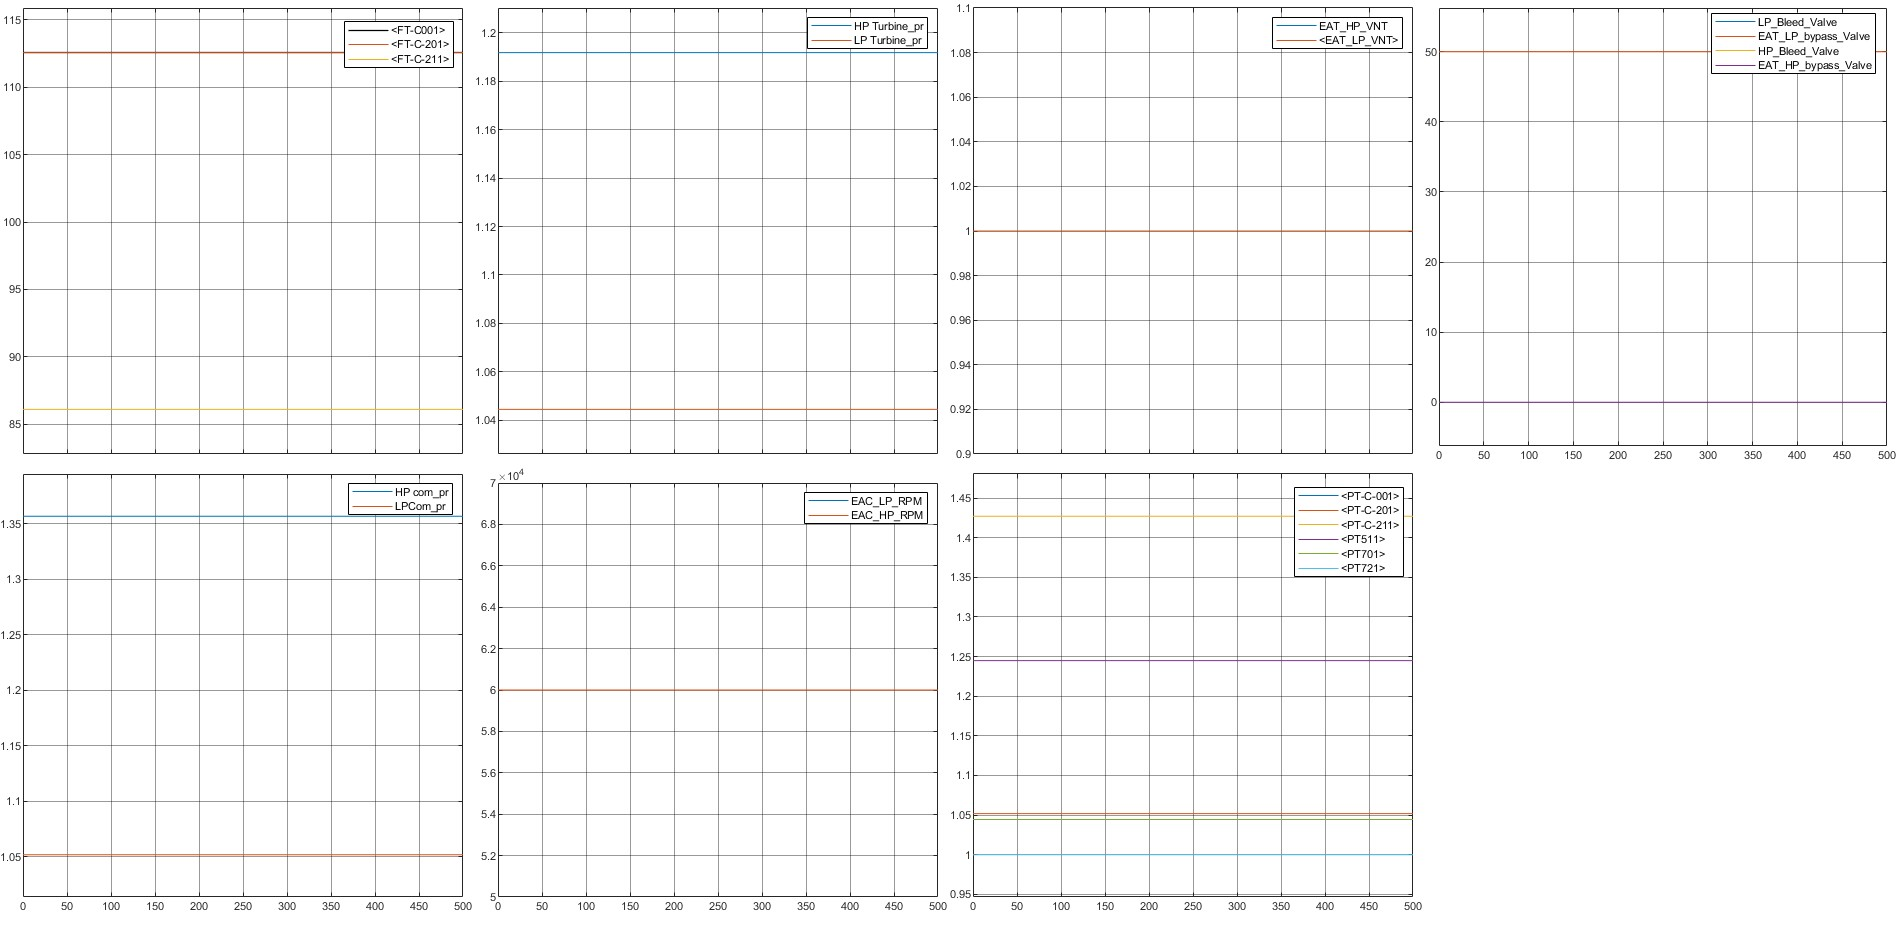 115
110
105
100
95
90
85
<FT-C001>
<FT-C-201>
<FT-C-211>
1.2
1.18
1.16
1.14
1.12
1.1
1.08
1.06
1.04
HP Turbine_pr
LP Turbine_pr
1.1
1.08
1.06
1.04
1.02
1
0.98
0.96
0.94
0.92
0.9
EAT_HP_VNT
<EAT_LP_VNT>
50
40
30
20
10
0
LP_Bleed_Valve
EAT_LP_bypass_Valve
HP_Bleed_Valve
EAT_HP_bypass_Valve
0 50 100 150 200 250 300 350 400 450 500
1.35
1.3
1.25
1.2
1.15
1.1
1.05
HP com_pr
LPCom_pr
0 50 100 150 200 250 300 350 400 450 500
7 ×10⁴
6.8
6.6
6.4
6.2
6
5.8
5.6
5.4
5.2
5
EAC_LP_RPM
EAC_HP_RPM
0 50 100 150 200 250 300 350 400 450 500
1.45
1.4
1.35
1.3
1.25
1.2
1.15
1.1
1.05
1
0.95
<PT-C-001>
<PT-C-201>
<PT-C-211>
<PT511>
<PT701>
<PT721>
0 50 100 150 200 250 300 350 400 450 500